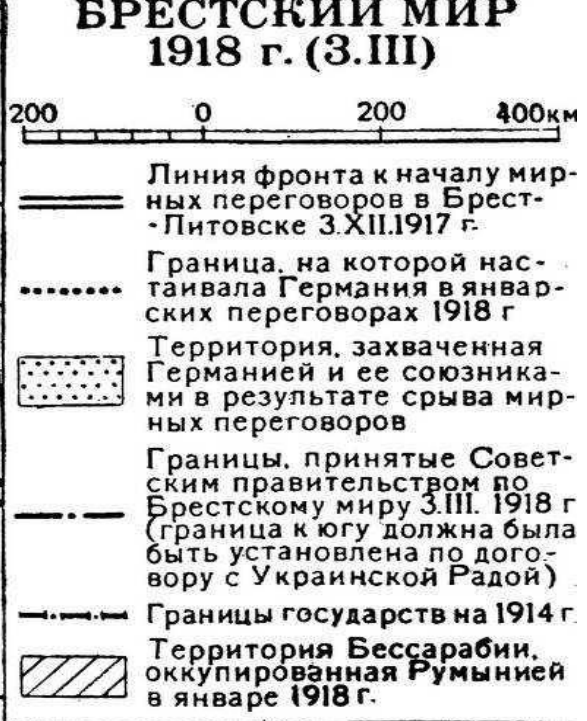 БРЕСТСКИЙ МИР
1918 г. (3.III)
200 0 200 400км
Линия фронта к началу мир-
ных переговоров в Брест-
-Литовске 3.XII.1917 г.
Граница, на которой нас-
таивала Германия в январ-
ских переговорах 1918 г
Территория, захваченная
Германией и ее союзника-
ми в результате срыва мир-
ных переговоров
Границы, принятые Совет-
ским правительством по
Брестскому миру 3.III. 1918 г
(граница к югу должна была
быть установлена по дого-
вору с Украинской Радой)
Границы государств на 1914 г.
Территория Бессарабии,
оккупированная Румынией
в январе 1918 г.